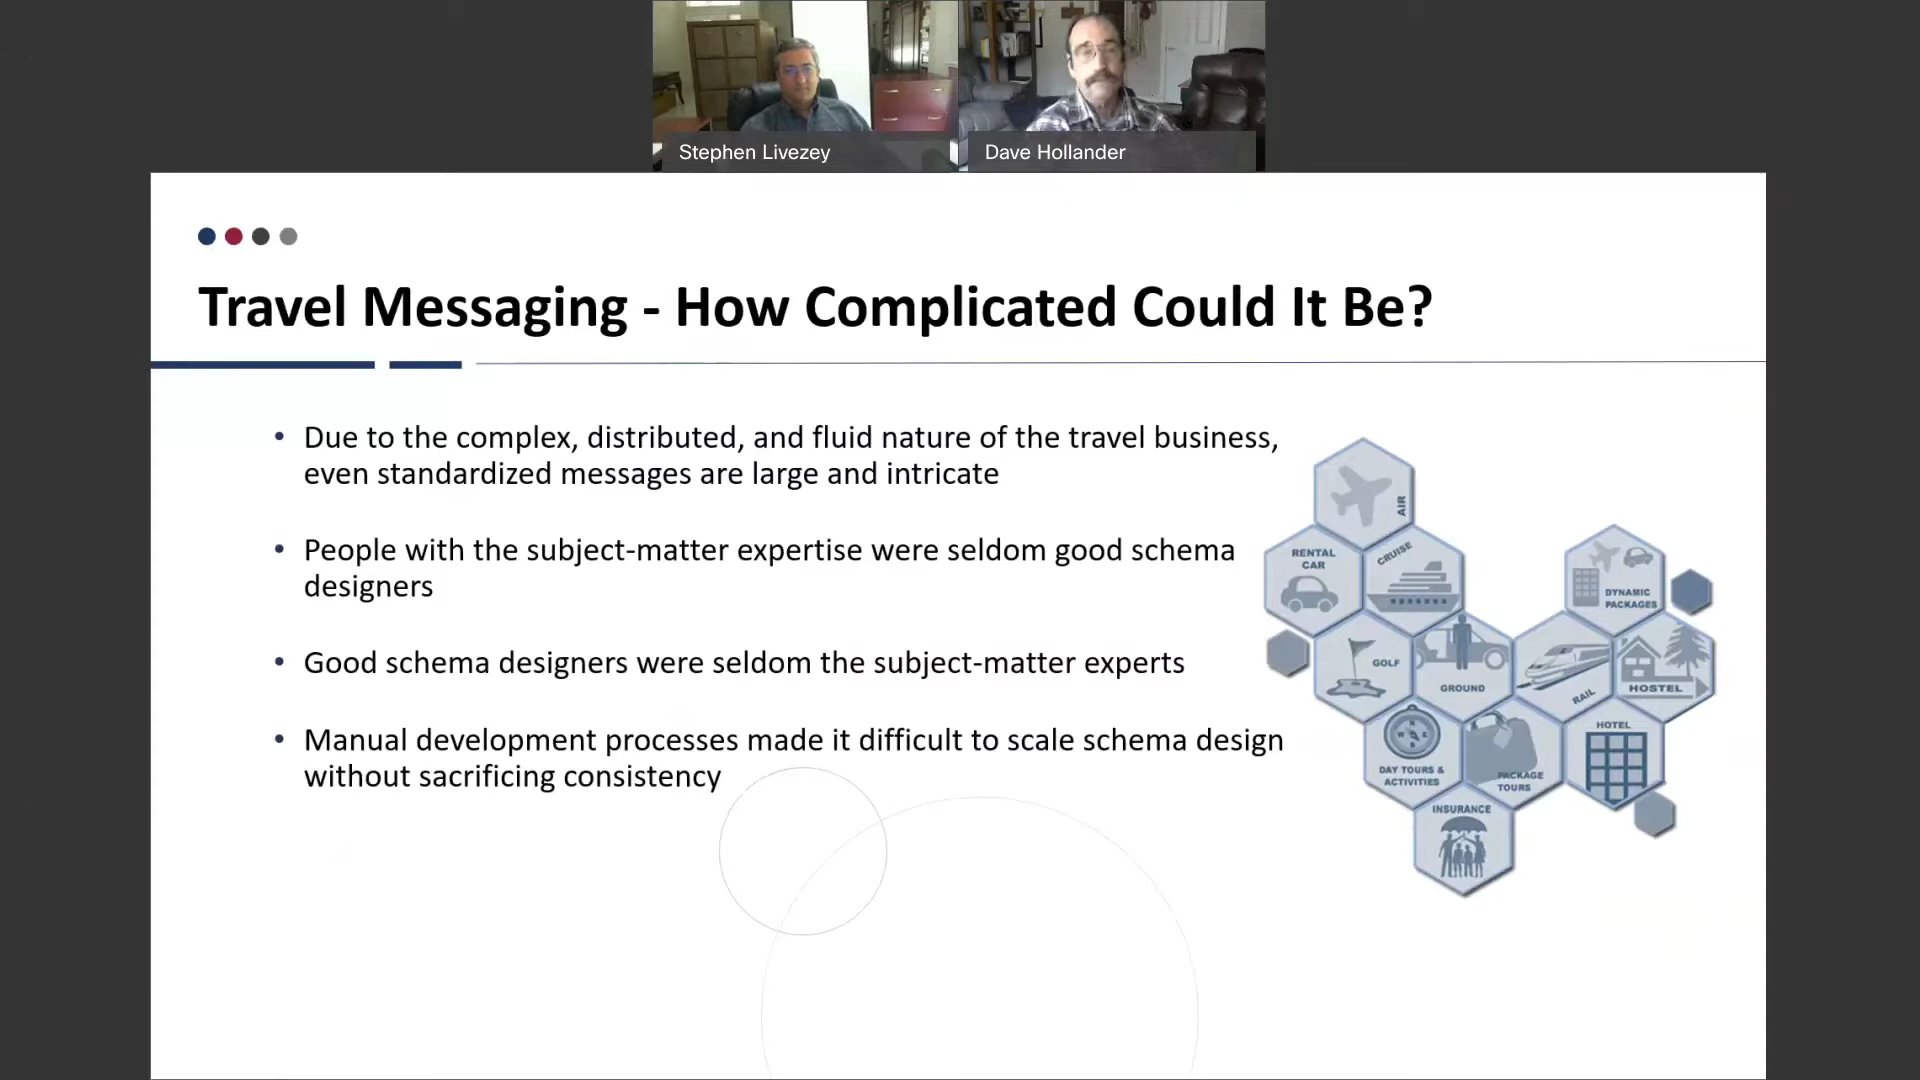 Stephen Livezey
Dave Hollander
Travel Messaging - How Complicated Could It Be?
• Due to the complex, distributed, and fluid nature of the travel business,
even standardized messages are large and intricate
• People with the subject-matter expertise were seldom good schema
designers
• Good schema designers were seldom the subject-matter experts
• Manual development processes made it difficult to scale schema design
without sacrificing consistency
AIR
RENTAL
CAR
CRUISE
DYNAMIC
PACKAGES
GOLF
GROUND
RAIL
HOSTEL
N
W
E
S
DAY TOURS &
ACTIVITIES
PACKAGE
TOURS
HOTEL
INSURANCE